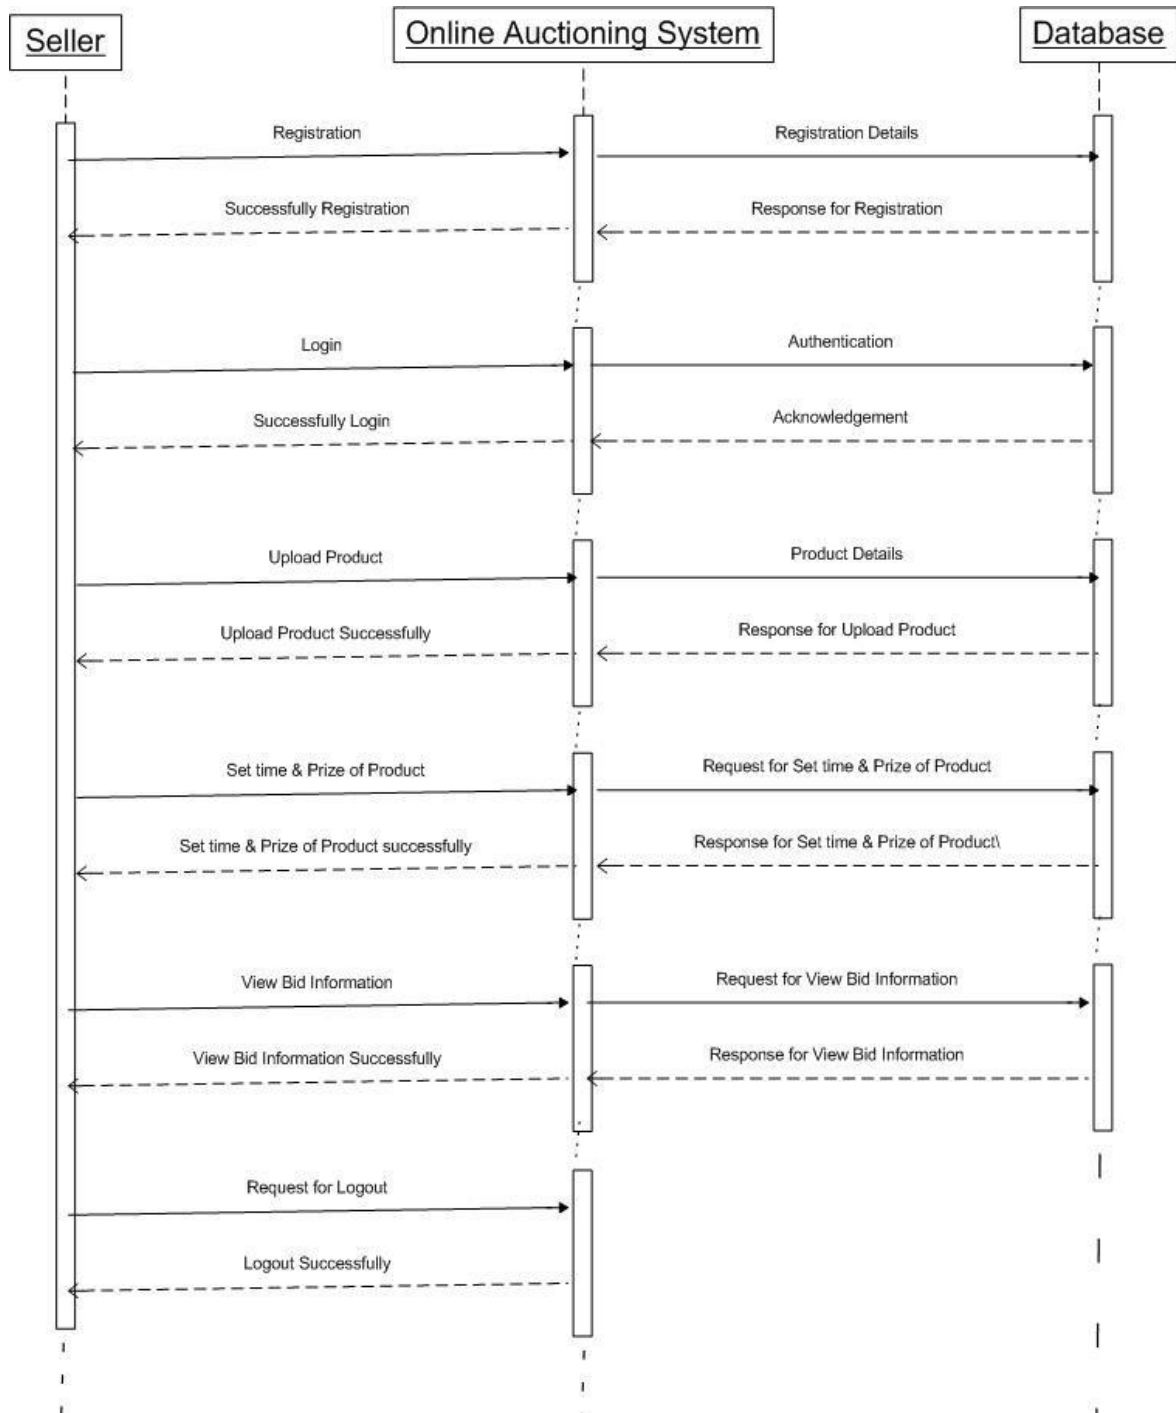 Seller
Online Auctioning System
Database
Registration
Registration Details
Successfully Registration
Response for Registration
Login
Authentication
Successfully Login
Acknowledgement
Upload Product
Product Details
Upload Product Successfully
Response for Upload Product
Set time & Prize of Product
Request for Set time & Prize of Product
Set time & Prize of Product successfully
Response for Set time & Prize of Product\
View Bid Information
Request for View Bid Information
View Bid Information Successfully
Response for View Bid Information
Request for Logout
Logout Successfully